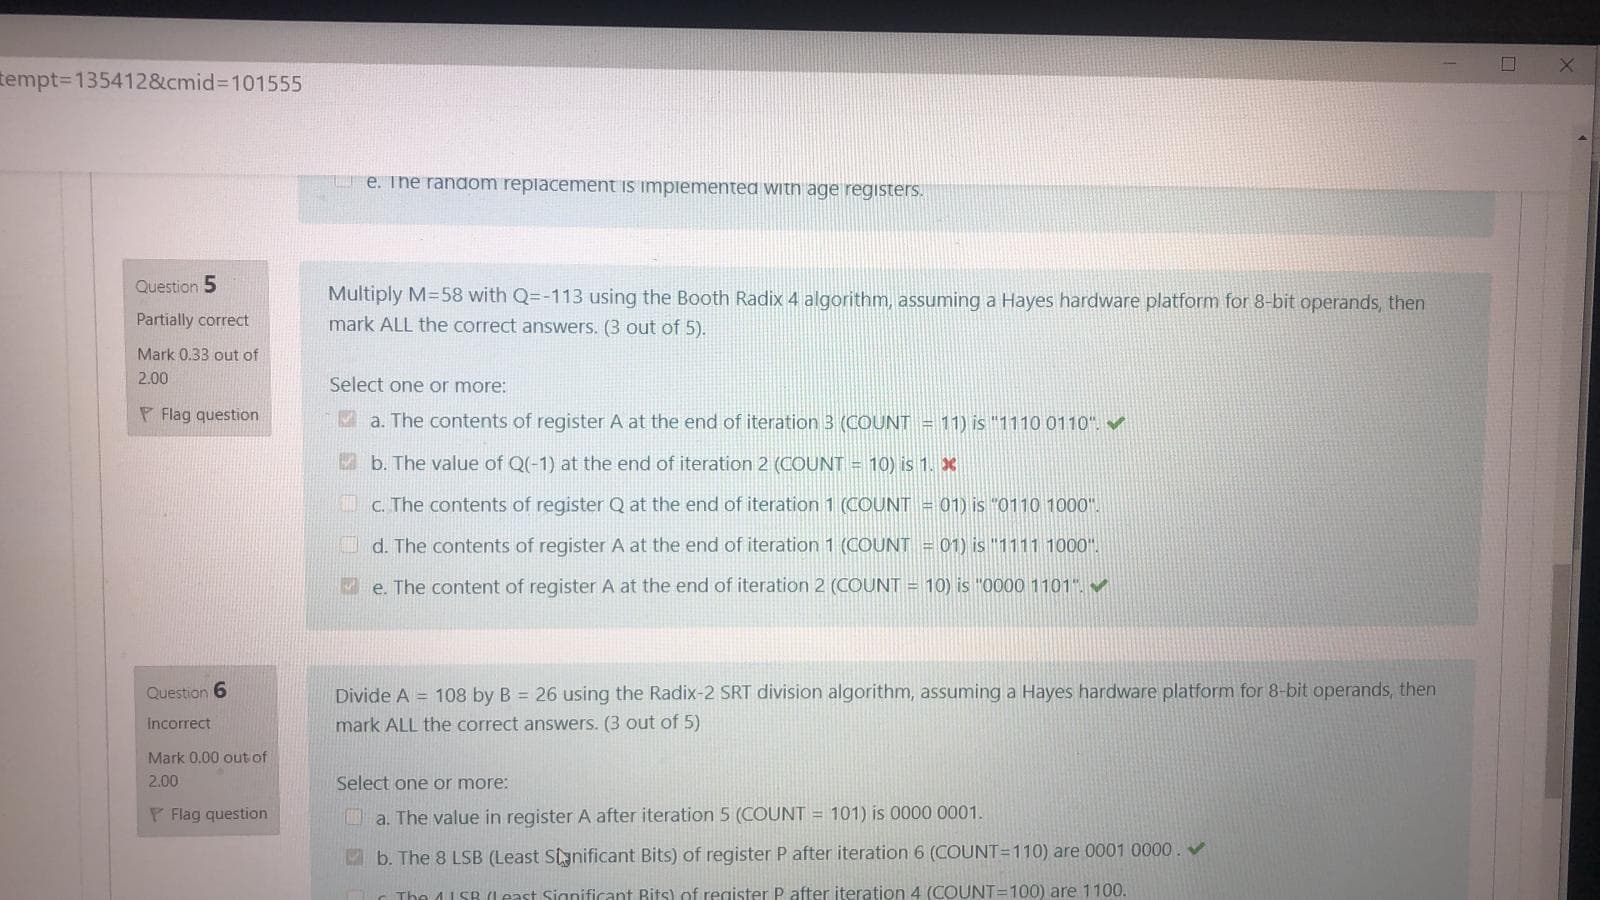 tempt=135412&cmid=101555
e. The random replacement is implemented with age registers.
Question 5
Partially correct
Mark 0.33 out of
2.00
Flag question
Multiply M=58 with Q=-113 using the Booth Radix 4 algorithm, assuming a Hayes hardware platform for 8-bit operands, then
mark ALL the correct answers. (3 out of 5).
Select one or more:
a. The contents of register A at the end of iteration 3 (COUNT = 11) is "1110 0110".
b. The value of Q(-1) at the end of iteration 2 (COUNT = 10) is 1.
c. The contents of register Q at the end of iteration 1 (COUNT = 01) is "0110 1000".
d. The contents of register A at the end of iteration 1 (COUNT = 01) is "1111 1000".
e. The content of register A at the end of iteration 2 (COUNT = 10) is "0000 1101".
Question 6
Incorrect
Mark 0.00 out of
2.00
Flag question
Divide A = 108 by B = 26 using the Radix-2 SRT division algorithm, assuming a Hayes hardware platform for 8-bit operands, then
mark ALL the correct answers. (3 out of 5)
Select one or more:
a. The value in register A after iteration 5 (COUNT = 101) is 0000 0001.
b. The 8 LSB (Least Significant Bits) of register P after iteration 6 (COUNT=110) are 0001 0000.
c. The 4 LSB (Least Significant Bits) of register P after iteration 4 (COUNT=100) are 1100.